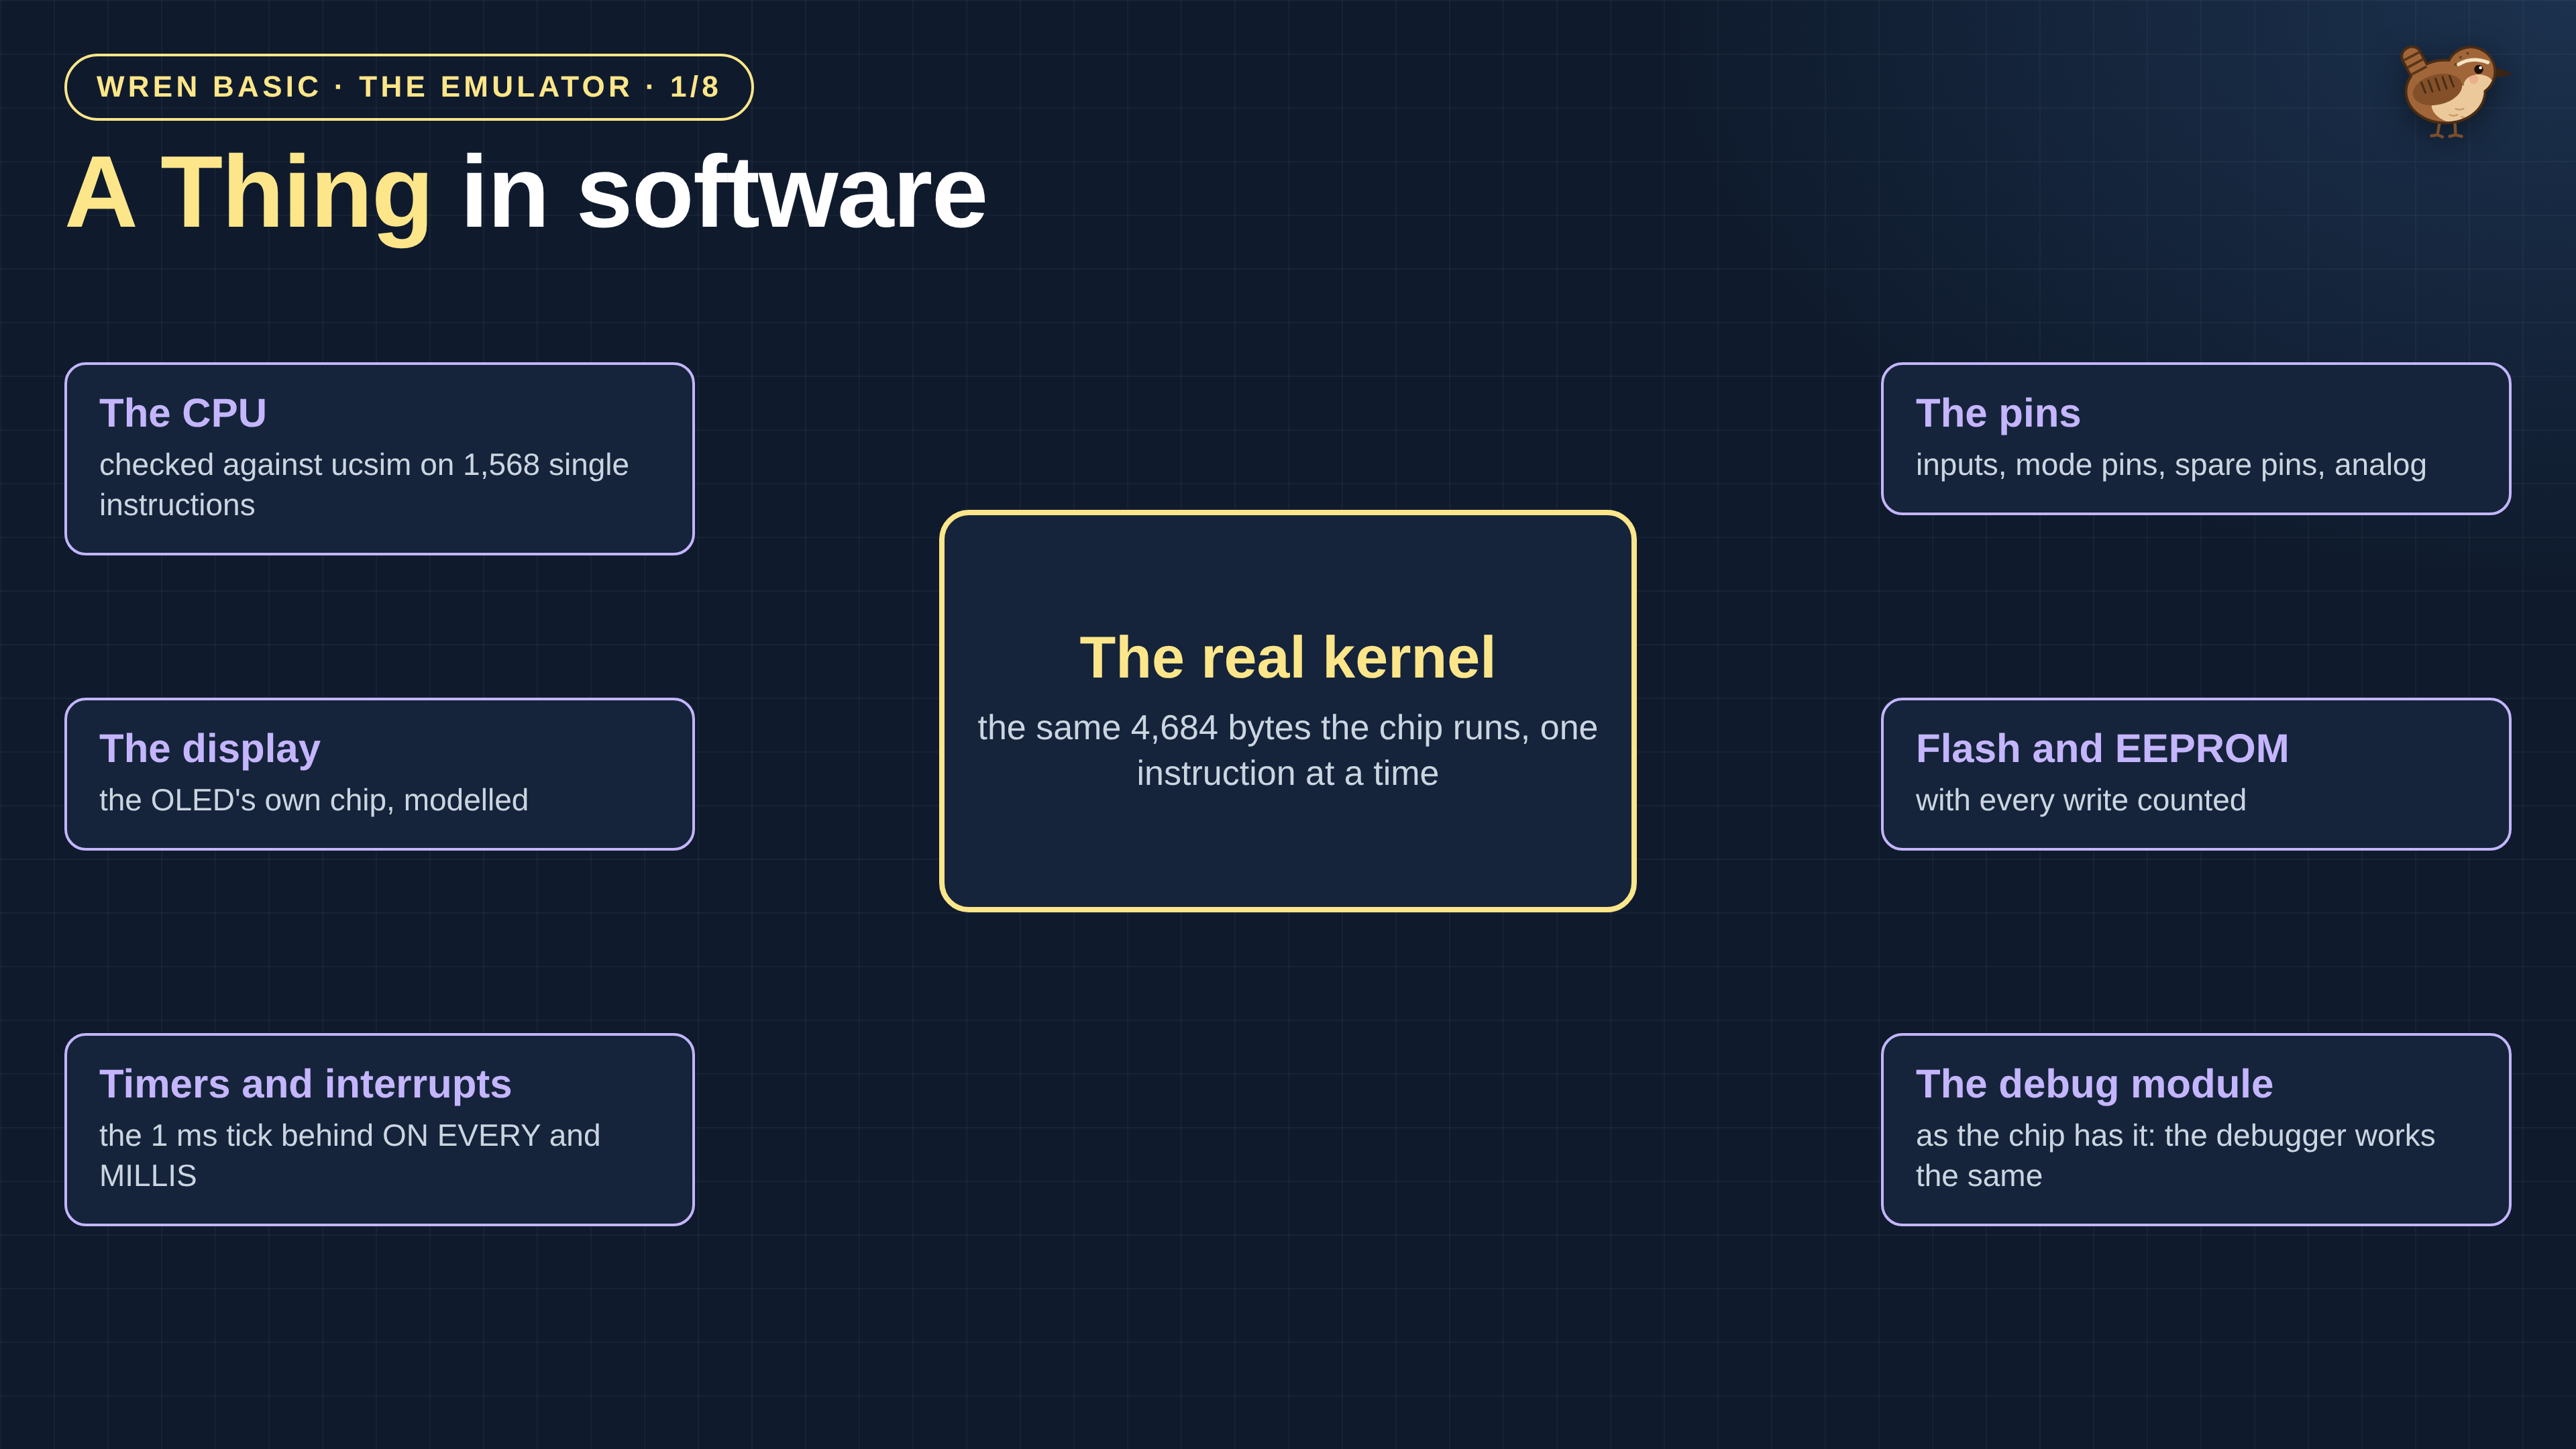 WREN BASIC · THE EMULATOR · 1/8
A Thing in software
The CPU
checked against ucsim on 1,568 single
instructions
The display
the OLED's own chip, modelled
Timers and interrupts
the 1 ms tick behind ON EVERY and
MILLIS
The real kernel
the same 4,684 bytes the chip runs, one
instruction at a time
The pins
inputs, mode pins, spare pins, analog
Flash and EEPROM
with every write counted
The debug module
as the chip has it: the debugger works
the same